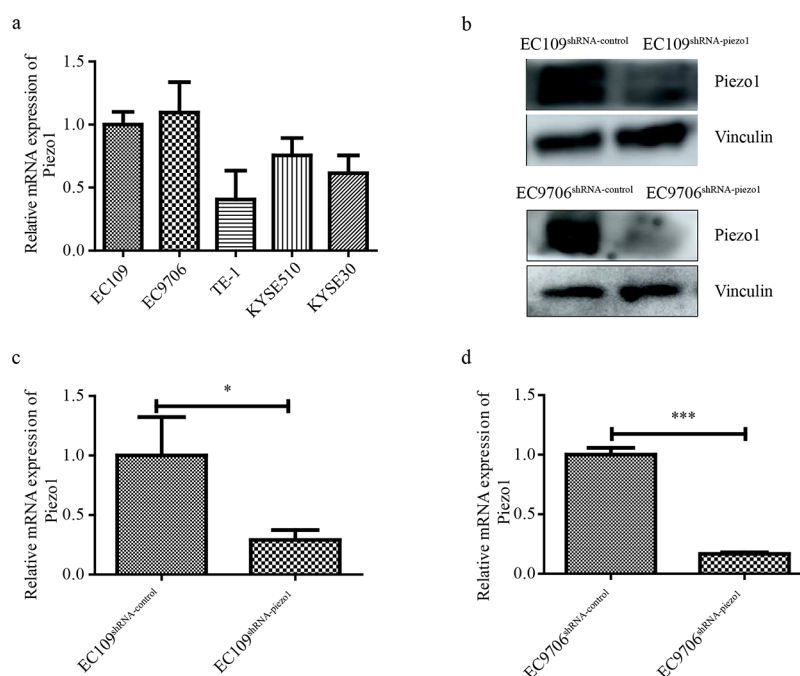 a
Relative mRNA expression of
Piezo1
1.5
1.0
0.5
0.0
EC109
EC9706
TE-1
KYSE510
KYSE30
b
EC109shRNA-control EC109shRNA-piezo1
Piezo1
Vinculin
EC9706shRNA-control EC9706shRNA-piezo1
Piezo1
Vinculin
c
Relative mRNA expression of
Piezo1
1.5
1.0
0.5
0.0
*
EC109shRNA-control
EC109shRNA-piezo1
d
Relative mRNA expression of
Piezo1
1.5
1.0
0.5
0.0
***
EC9706shRNA-control
EC9706shRNA-piezo1